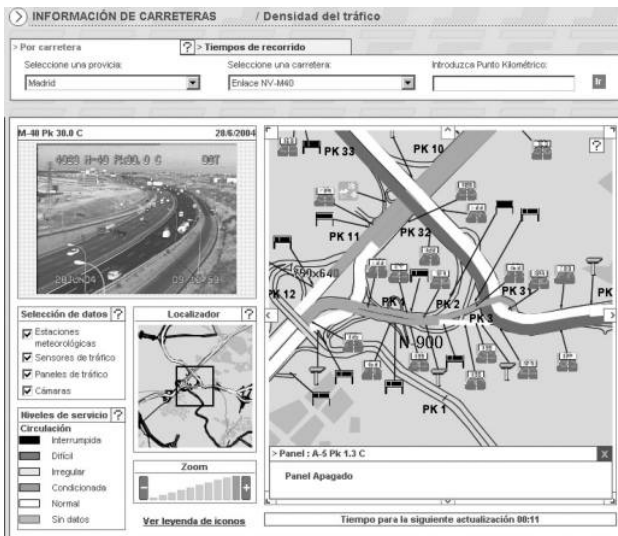 INFORMACIÓN DE CARRETERAS / Densidad del tráfico
> Por carretera ? > Tiempos de recorrido
Seleccione una provicia: Seleccione una carretera: Introduzca Punto Kilométrico:
Madrid Enlace NV-M40 Ir
M-40 Pk 30.0 C 28/6/2004
PK 33
PK 10
?
PK 11
PK 32
PK 12
PK 2
PK 31
PK
PK 3
N-900
PK 1
Selección de datos ?
Estaciones
meteorológicas
Sensores de tráfico
Paneles de tráfico
Cámaras
Localizador ?
Niveles de servicio ?
Circulación
Interrumpida
Difícil
Irregular
Condicionada
Normal
Sin datos
Zoom
Ver leyenda de iconos
> Panel : A-5 Pk 1.3 C X
Panel Apagado
Tiempo para la siguiente actualización 00:11